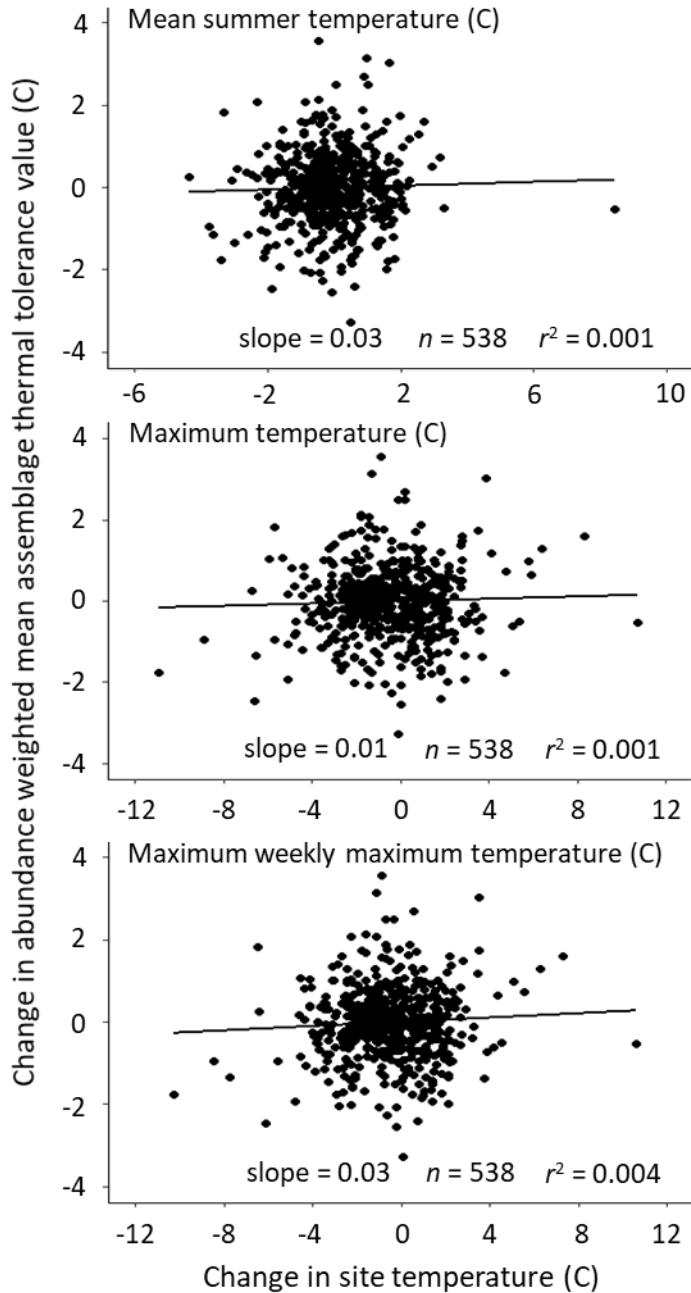 Change in abundance weighted mean assemblage thermal tolerance value (C)
Mean summer temperature (C)
4
2
0
-2
-4
slope = 0.03 n = 538 r² = 0.001
-6 -2 2 6 10
Maximum temperature (C)
4
2
0
-2
-4
slope = 0.01 n = 538 r² = 0.001
-12 -8 -4 0 4 8 12
Maximum weekly maximum temperature (C)
4
2
0
-2
-4
slope = 0.03 n = 538 r² = 0.004
-12 -8 -4 0 4 8 12
Change in site temperature (C)